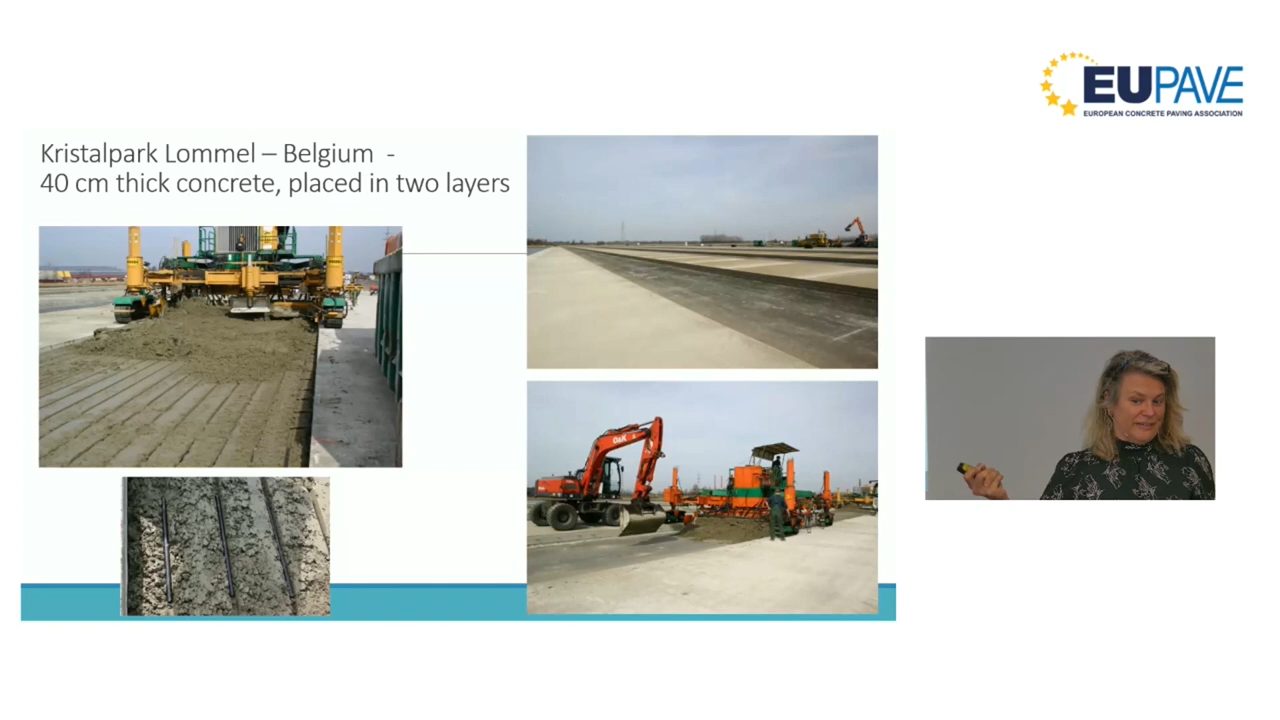 EUPAVE
EUROPEAN CONCRETE PAVING ASSOCIATION
Kristalpark Lommel – Belgium -
40 cm thick concrete, placed in two layers
O&K